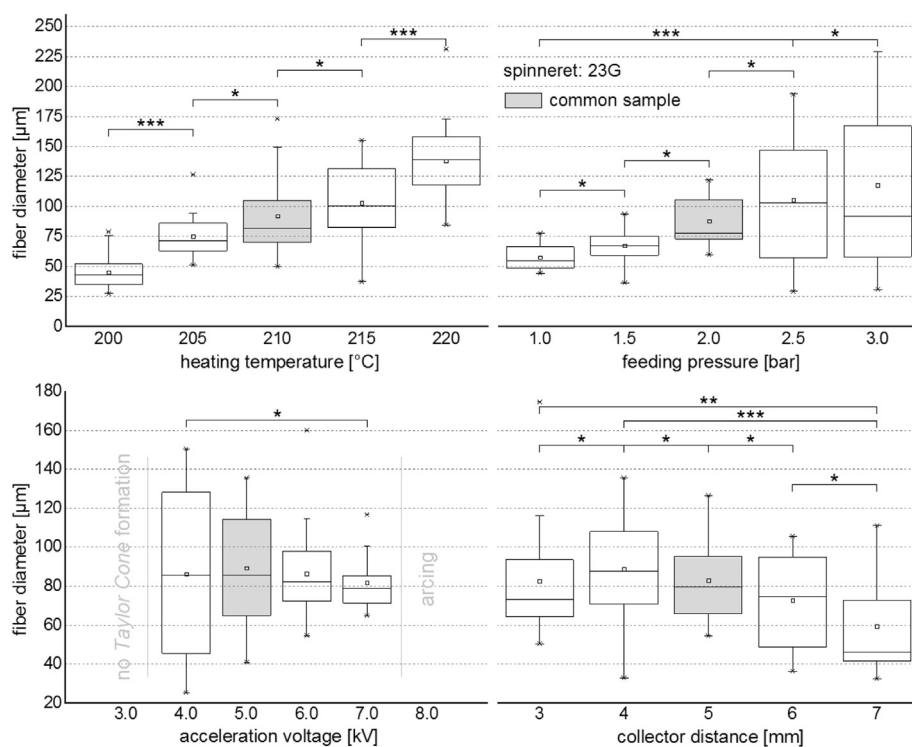 250
225
200
175
150
125
100
75
50
25
0
fiber diameter [µm]
***
*
*
***
200 205 210 215 220
heating temperature [°C]
***
*
spinneret: 23G
*
common sample
*
*
1.0 1.5 2.0 2.5 3.0
feeding pressure [bar]
180
160
140
120
100
80
60
40
20
fiber diameter [µm]
no Taylor Cone formation
*
arcing
3.0 4.0 5.0 6.0 7.0 8.0
acceleration voltage [kV]
**
***
* * *
*
3 4 5 6 7
collector distance [mm]